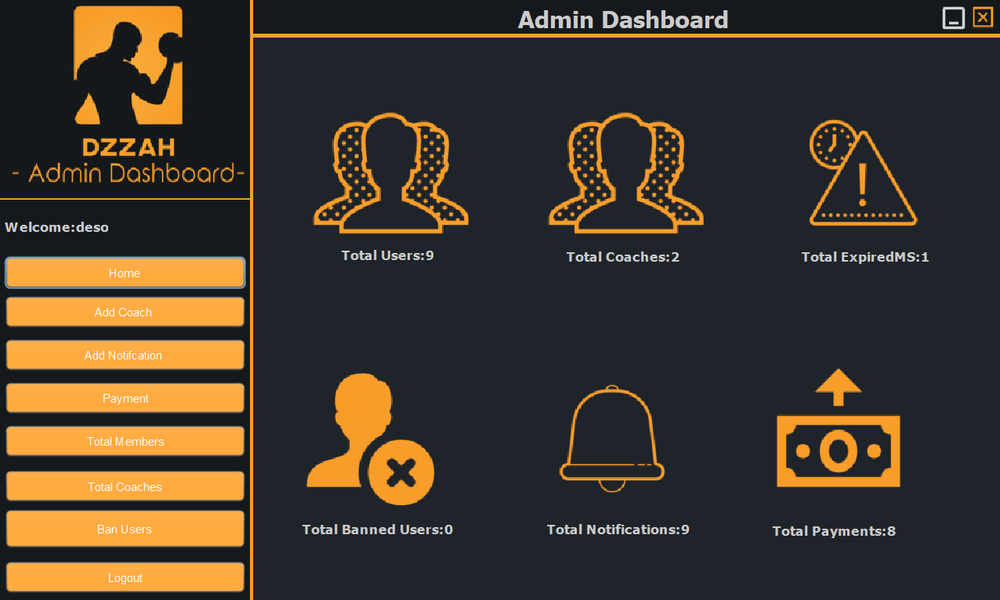 DZZAH
- Admin Dashboard-
Welcome:deso
Home
Add Coach
Add Notifcation
Payment
Total Members
Total Coaches
Ban Users
Logout
Admin Dashboard
Total Users:9
Total Coaches:2
Total ExpiredMS:1
Total Banned Users:0
Total Notifications:9
Total Payments:8